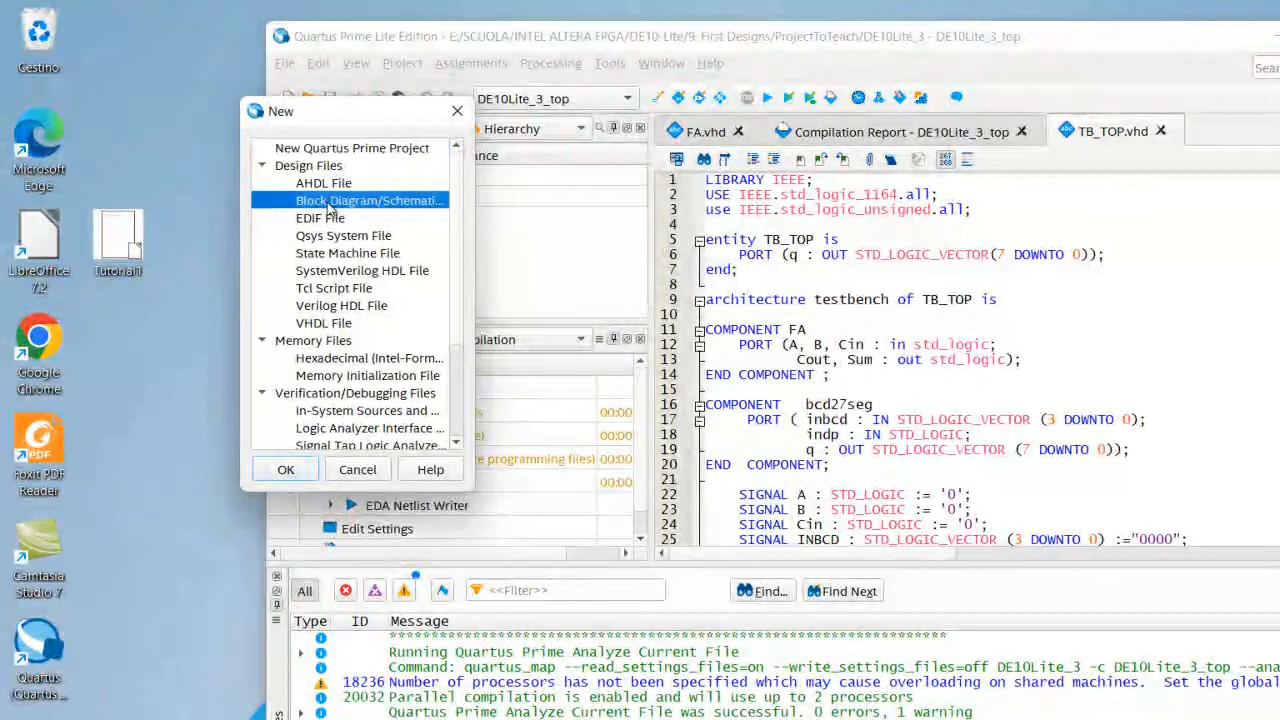 Cestino
Microsoft
Edge
LibreOffice
7.2
Tutorial1
Google
Chrome
Foxit PDF
Reader
Camtasia
Studio 7
Quartus
(Quartus ...
Quartus Prime Lite Edition - E:/SCUOLA/INTEL ALTERA FPGA/DE10 Lite/9. First Designs/ProjectToTeach/DE10Lite_3 - DE10Lite_3_top
File Edit View Project Assignments Processing Tools Window Help
Sear
DE10Lite_3_top
New
New Quartus Prime Project
Design Files
AHDL File
Block Diagram/Schemati...
EDIF File
Qsys System File
State Machine File
SystemVerilog HDL File
Tcl Script File
Verilog HDL File
VHDL File
Memory Files
Hexadecimal (Intel-Form...
Memory Initialization File
Verification/Debugging Files
In-System Sources and ...
Logic Analyzer Interface ...
Signal Tap Logic Analyze...
OK Cancel Help
Hierarchy
ance
pilation
00:00
00:00
e programming files) 00:00
00:00
EDA Netlist Writer
Edit Settings
FA.vhd
Compilation Report - DE10Lite_3_top
TB_TOP.vhd
267
268
1 LIBRARY IEEE;
2 USE IEEE.std_logic_1164.all;
3 use IEEE.std_logic_unsigned.all;
4
5 entity TB_TOP is
6 PORT (q : OUT STD_LOGIC_VECTOR(7 DOWNTO 0));
7 end;
8
9 architecture testbench of TB_TOP is
10
11 COMPONENT FA
12 PORT (A, B, Cin : in std_logic;
13 Cout, Sum : out std_logic);
14 END COMPONENT ;
15
16 COMPONENT bcd27seg
17 PORT ( inbcd : IN STD_LOGIC_VECTOR (3 DOWNTO 0);
18 indp : IN STD_LOGIC;
19 q : OUT STD_LOGIC_VECTOR (7 DOWNTO 0));
20 END COMPONENT;
21
22 SIGNAL A : STD_LOGIC := '0';
23 SIGNAL B : STD_LOGIC := '0';
24 SIGNAL Cin : STD_LOGIC := '0';
25 SIGNAL INBCD : STD_LOGIC_VECTOR (3 DOWNTO 0) :="0000";
All <<Filter>> Find... Find Next
Type ID Message
*******************************************************************
Running Quartus Prime Analyze Current File
Command: quartus_map --read_settings_files=on --write_settings_files=off DE10Lite_3 -c DE10Lite_3_top --ana
18236 Number of processors has not been specified which may cause overloading on shared machines. Set the global
20032 Parallel compilation is enabled and will use up to 2 processors
Quartus Prime Analyze Current File was successful. 0 errors, 1 warning